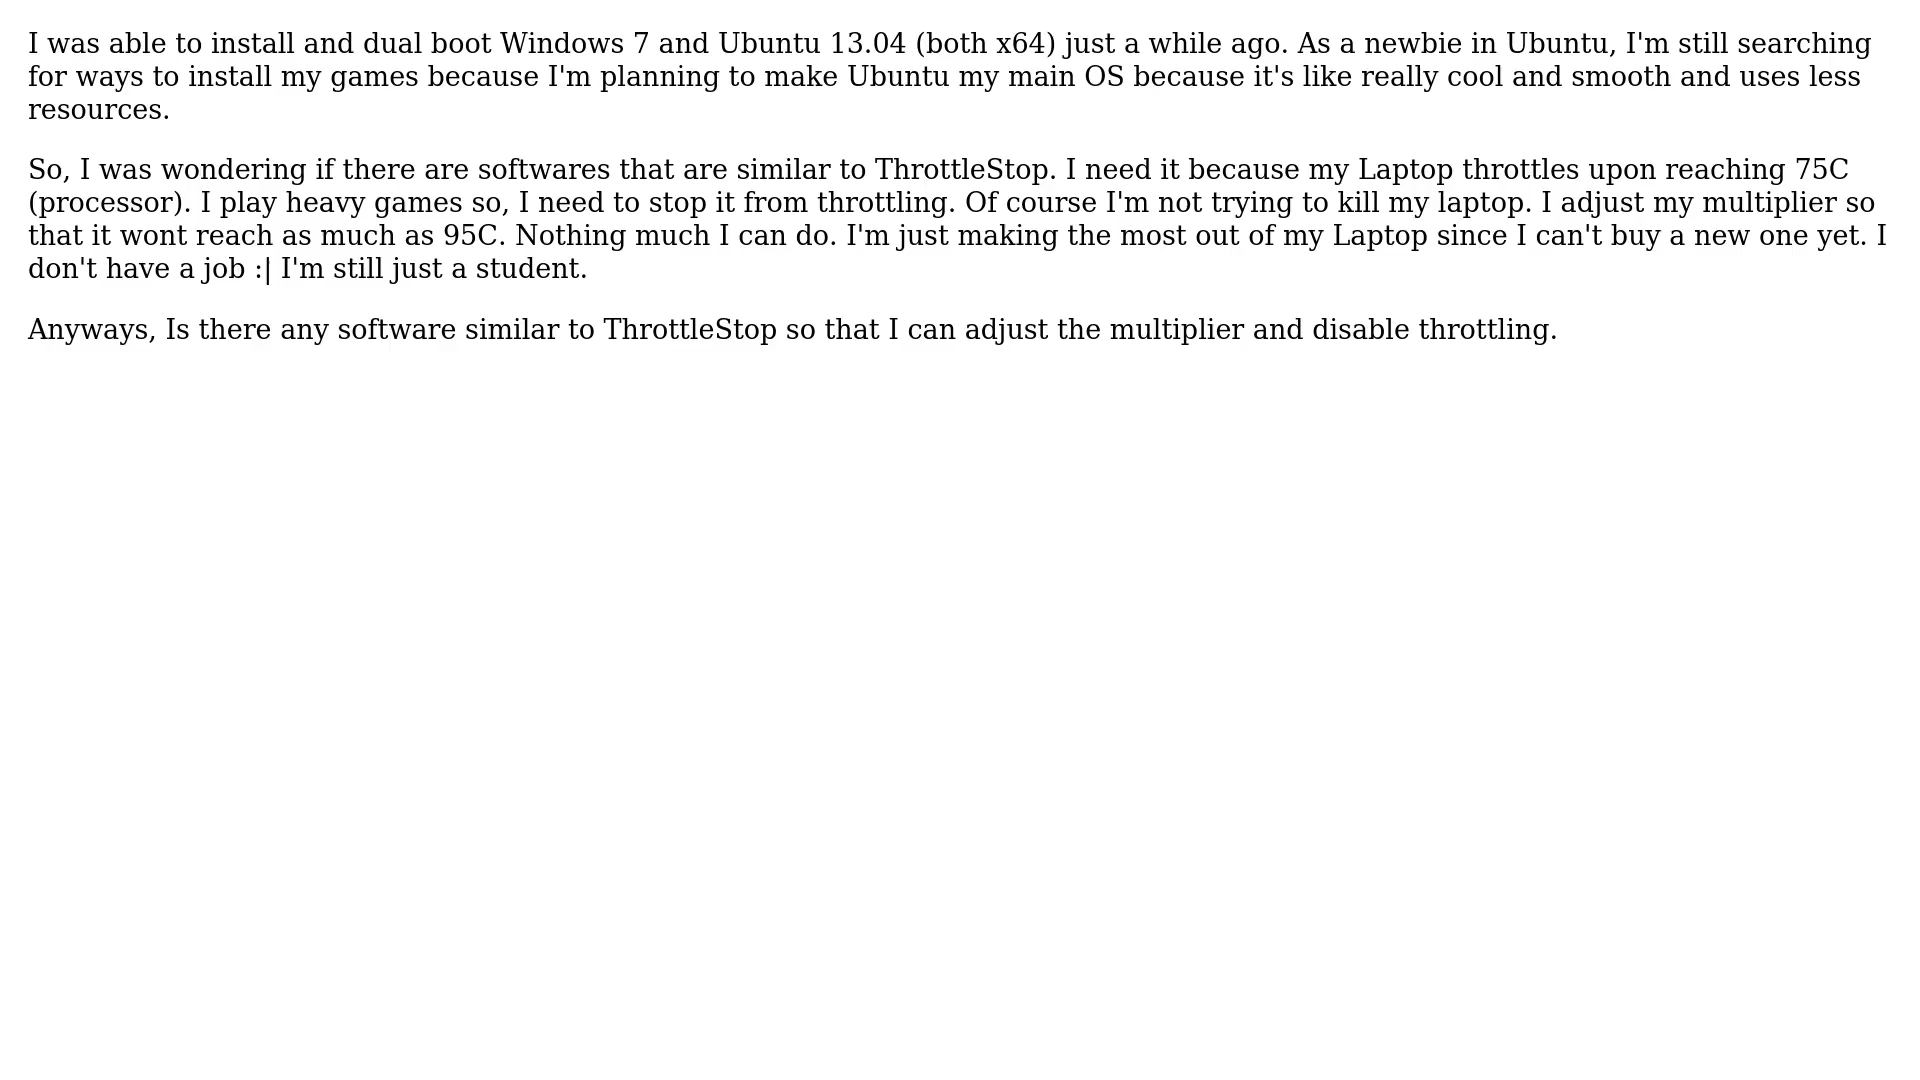 I was able to install and dual boot Windows 7 and Ubuntu 13.04 (both x64) just a while ago. As a newbie in Ubuntu, I'm still searching
for ways to install my games because I'm planning to make Ubuntu my main OS because it's like really cool and smooth and uses less
resources.
So, I was wondering if there are softwares that are similar to ThrottleStop. I need it because my Laptop throttles upon reaching 75C
(processor). I play heavy games so, I need to stop it from throttling. Of course I'm not trying to kill my laptop. I adjust my multiplier so
that it wont reach as much as 95C. Nothing much I can do. I'm just making the most out of my Laptop since I can't buy a new one yet. I
don't have a job :| I'm still just a student.
Anyways, Is there any software similar to ThrottleStop so that I can adjust the multiplier and disable throttling.